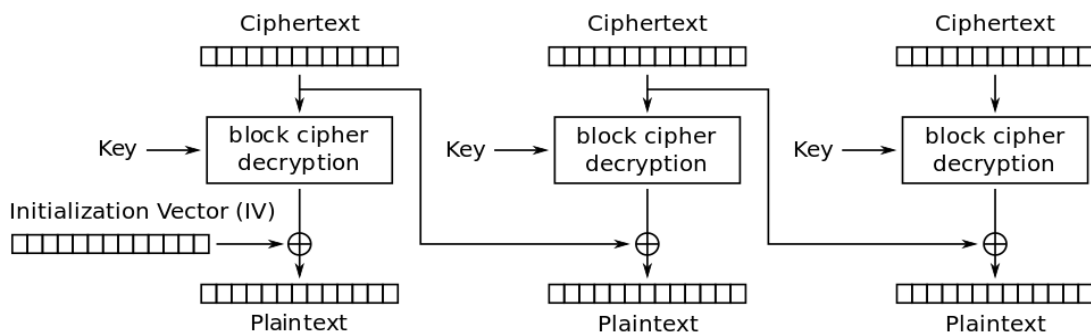 Ciphertext
Ciphertext
Ciphertext
Key
block cipher
decryption
Key
block cipher
decryption
Key
block cipher
decryption
Initialization Vector (IV)
Plaintext
Plaintext
Plaintext